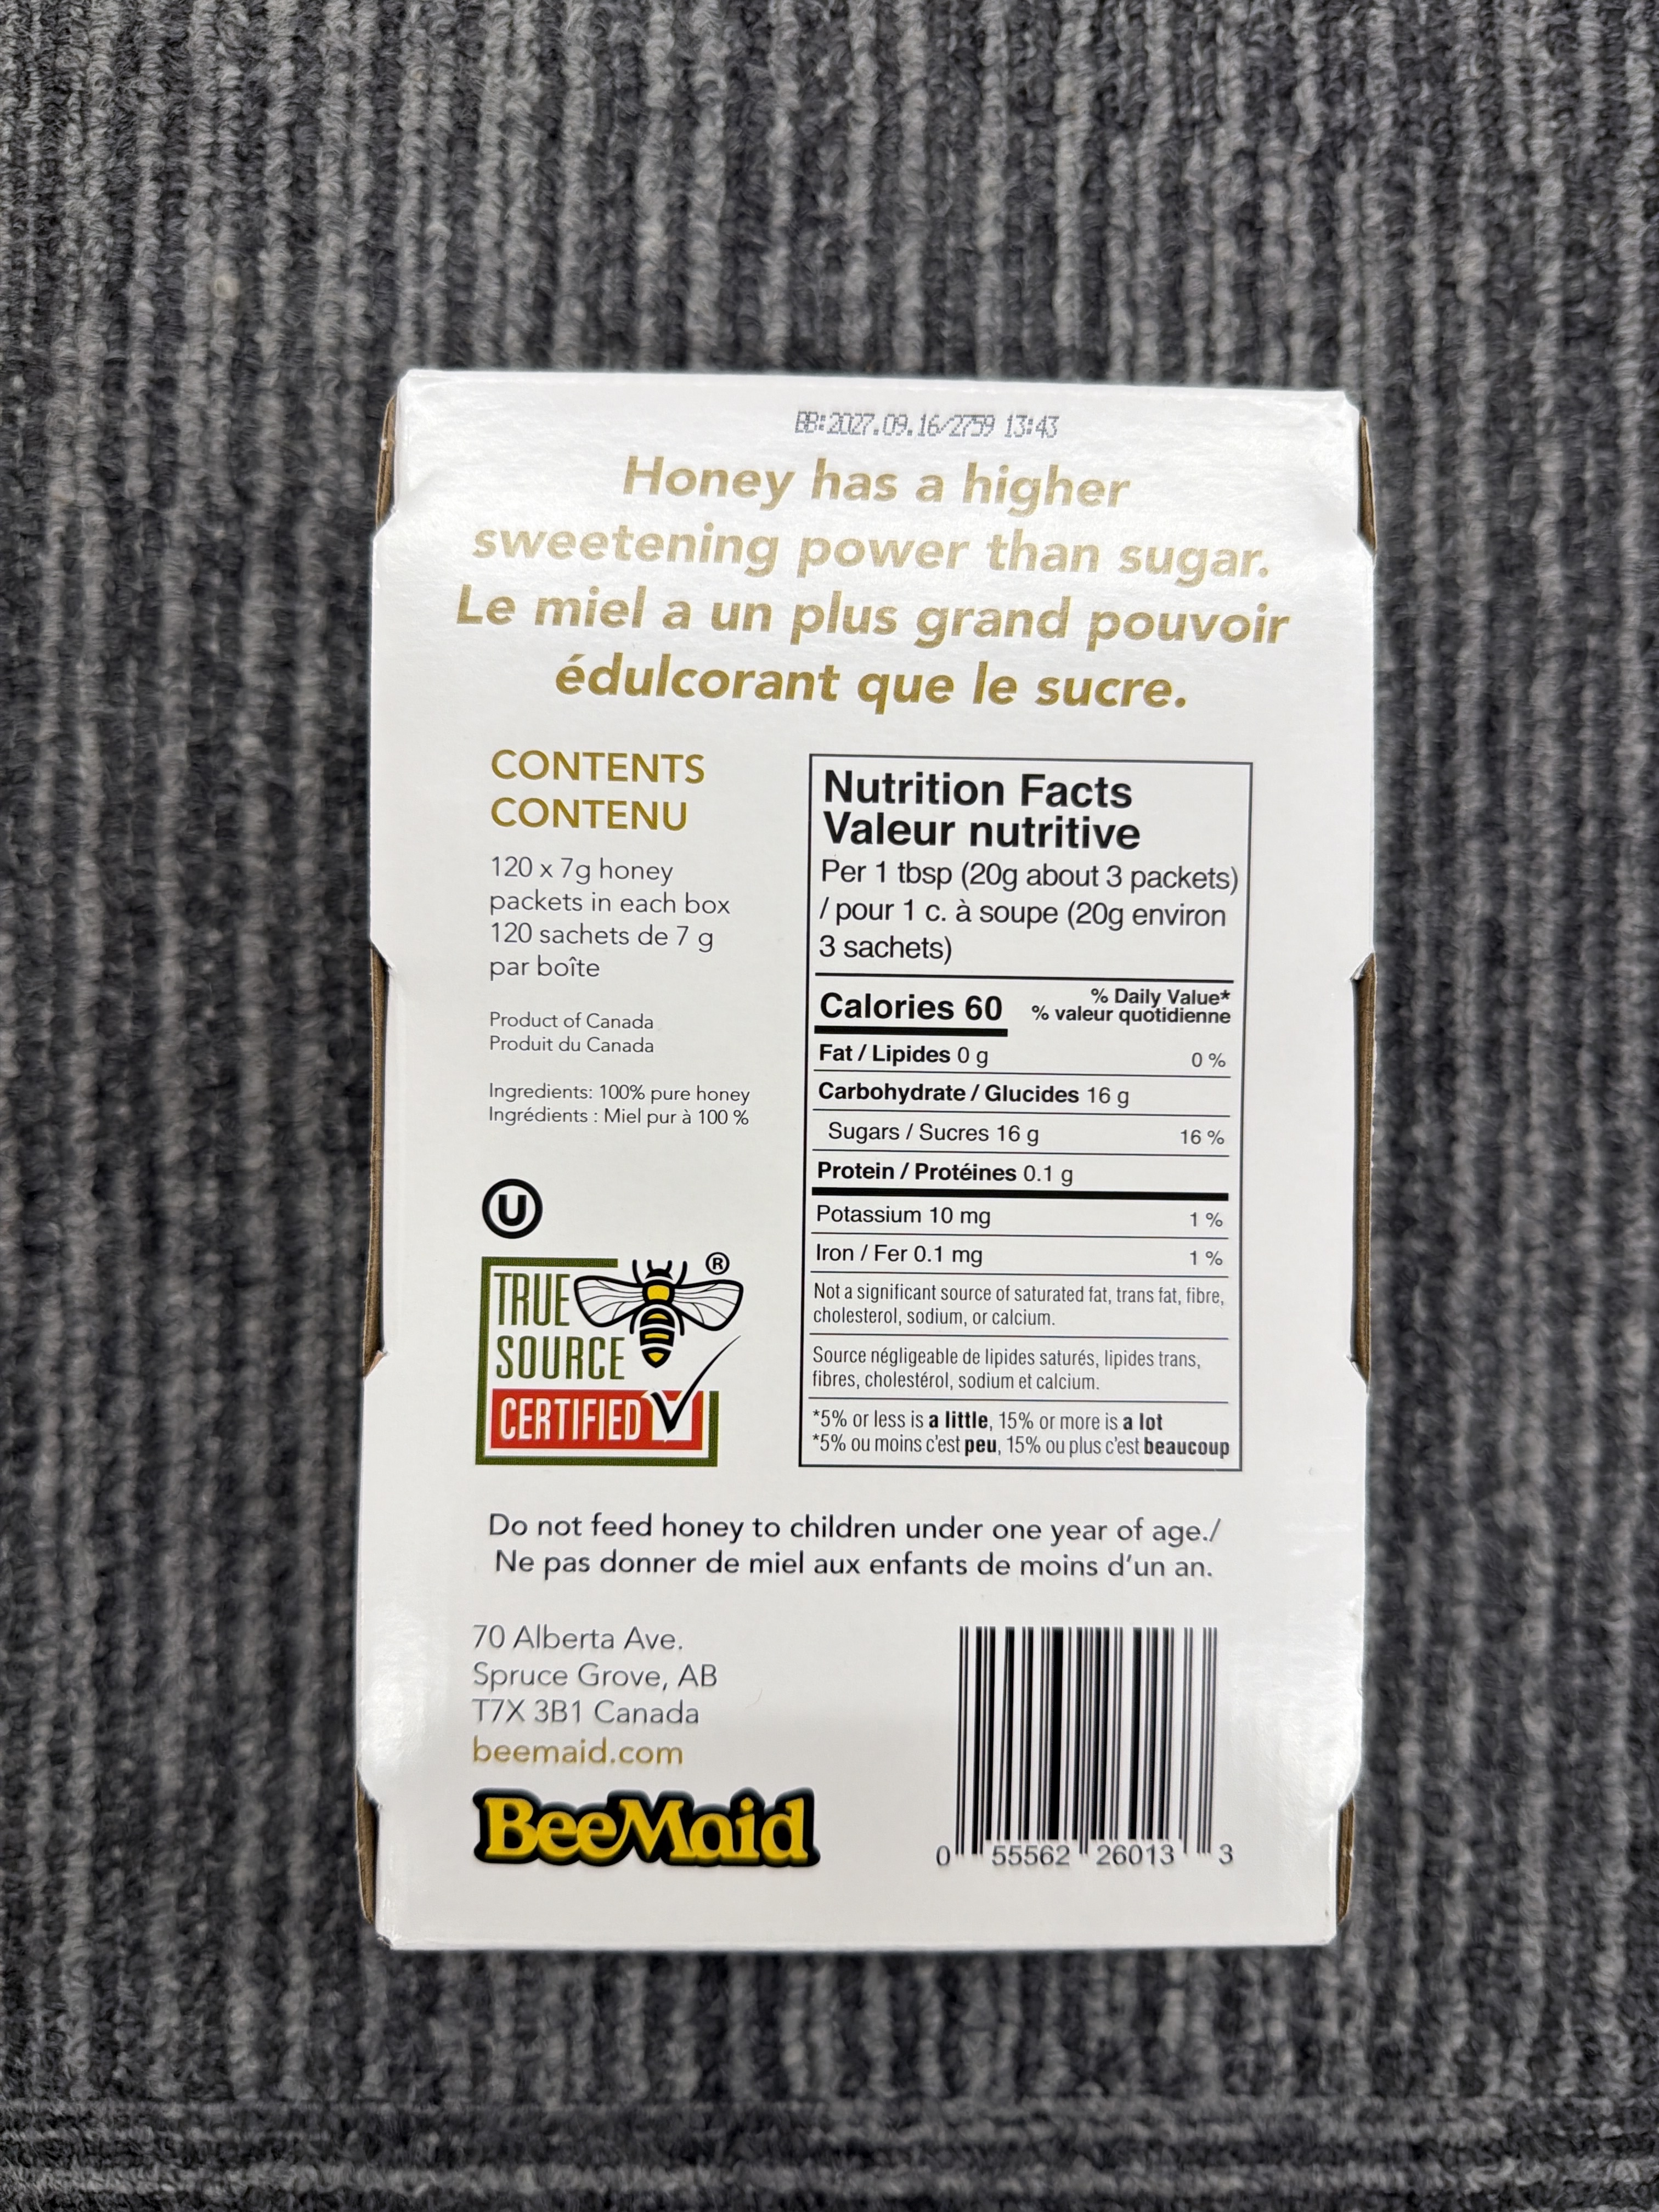 BB:2027.09.16/2759 13:43
Honey has a higher
sweetening power than sugar.
Le miel a un plus grand pouvoir
édulcorant que le sucre.
CONTENTS
CONTENU
120 x 7g honey
packets in each box
120 sachets de 7 g
par boîte
Product of Canada
Produit du Canada
Ingredients: 100% pure honey
Ingrédients : Miel pur à 100 %
U
TRUE
SOURCE
CERTIFIED
®
Nutrition Facts
Valeur nutritive
Per 1 tbsp (20g about 3 packets)
/ pour 1 c. à soupe (20g environ
3 sachets)
Calories 60
% Daily Value*
% valeur quotidienne
Fat / Lipides 0 g 0 %
Carbohydrate / Glucides 16 g
Sugars / Sucres 16 g 16 %
Protein / Protéines 0.1 g
Potassium 10 mg 1 %
Iron / Fer 0.1 mg 1 %
Not a significant source of saturated fat, trans fat, fibre,
cholesterol, sodium, or calcium.
Source négligeable de lipides saturés, lipides trans,
fibres, cholestérol, sodium et calcium.
*5% or less is a little, 15% or more is a lot
*5% ou moins c'est peu, 15% ou plus c'est beaucoup
Do not feed honey to children under one year of age./
Ne pas donner de miel aux enfants de moins d'un an.
70 Alberta Ave.
Spruce Grove, AB
T7X 3B1 Canada
beemaid.com
BeeMaid
0 55562 26013 3